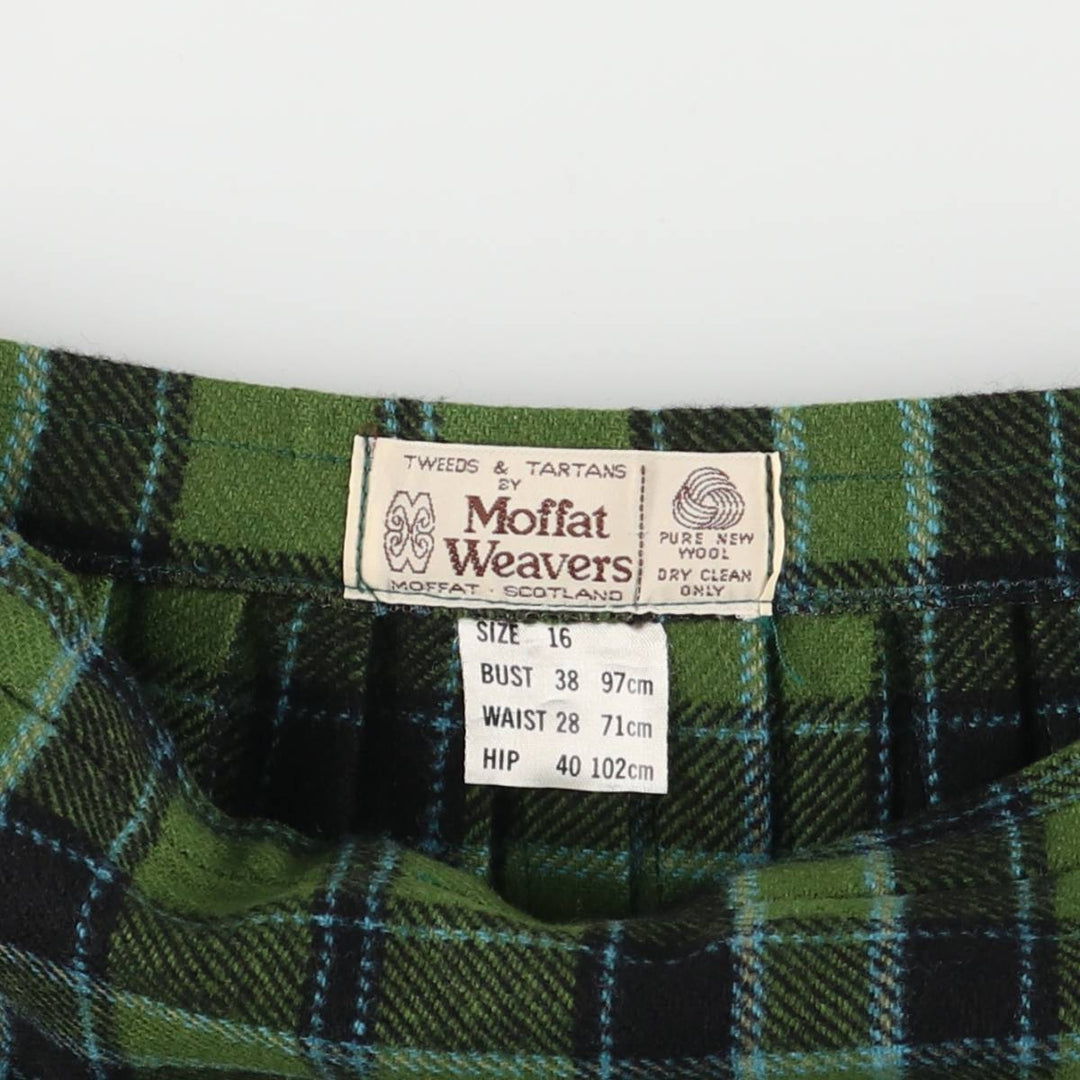 TWEEDS & TARTANS
BY
Moffat
Weavers
MOFFAT · SCOTLAND
PURE NEW
WOOL
DRY CLEAN
ONLY
SIZE 16
BUST 38 97cm
WAIST 28 71cm
HIP 40 102cm